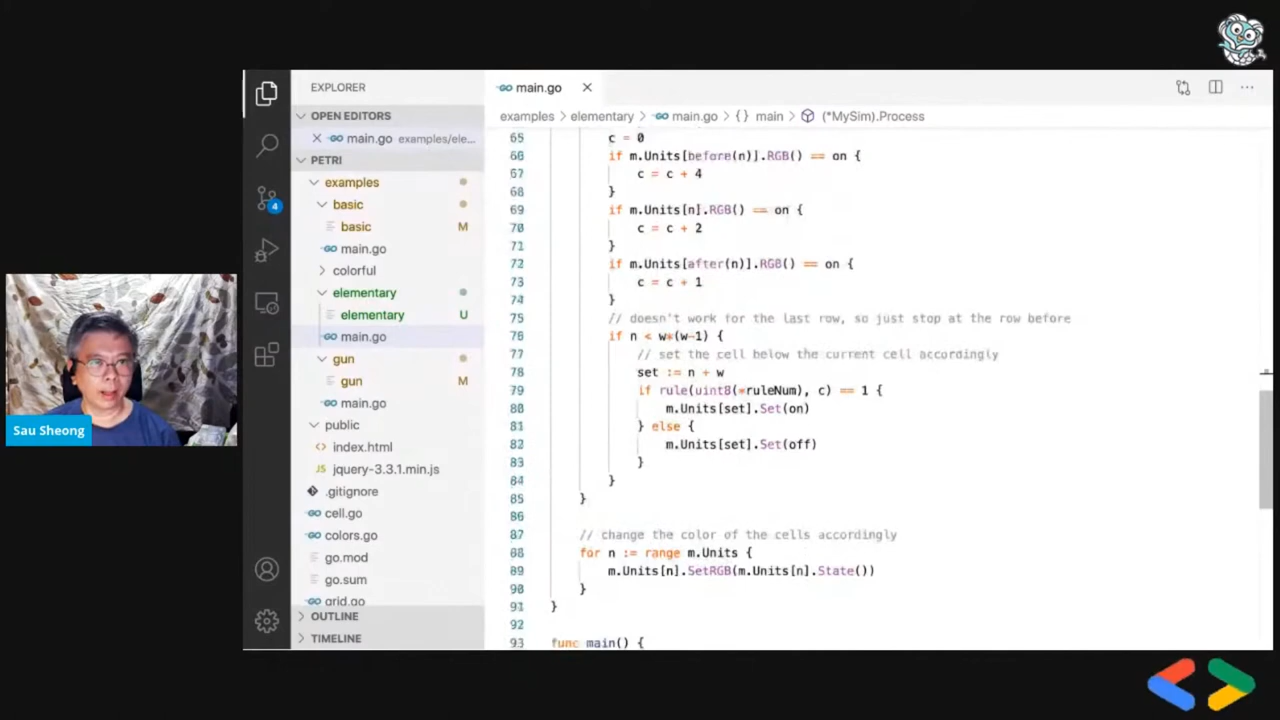 EXPLORER
OPEN EDITORS
main.go examples/ele...
PETRI
examples
basic
basic M
main.go
colorful
elementary
elementary U
main.go
gun
gun M
main.go
public
index.html
JS jquery-3.3.1.min.js
.gitignore
cell.go
colors.go
go.mod
go.sum
grid.go
OUTLINE
TIMELINE
4
main.go
examples > elementary > main.go > {} main > (*MySim).Process
65 c = 0
66 if m.Units[before(n)].RGB() == on {
67 c = c + 4
68 }
69 if m.Units[n].RGB() == on {
70 c = c + 2
71 }
72 if m.Units[after(n)].RGB() == on {
73 c = c + 1
74 }
75 // doesn't work for the last row, so just stop at the row before
76 if n < w*(w-1) {
77 // set the cell below the current cell accordingly
78 set := n + w
79 if rule(uint8(*ruleNum), c) == 1 {
80 m.Units[set].Set(on)
81 } else {
82 m.Units[set].Set(off)
83 }
84 }
85 }
86
87 // change the color of the cells accordingly
88 for n := range m.Units {
89 m.Units[n].SetRGB(m.Units[n].State())
90 }
91 }
92
93 func main() {
Sau Sheong